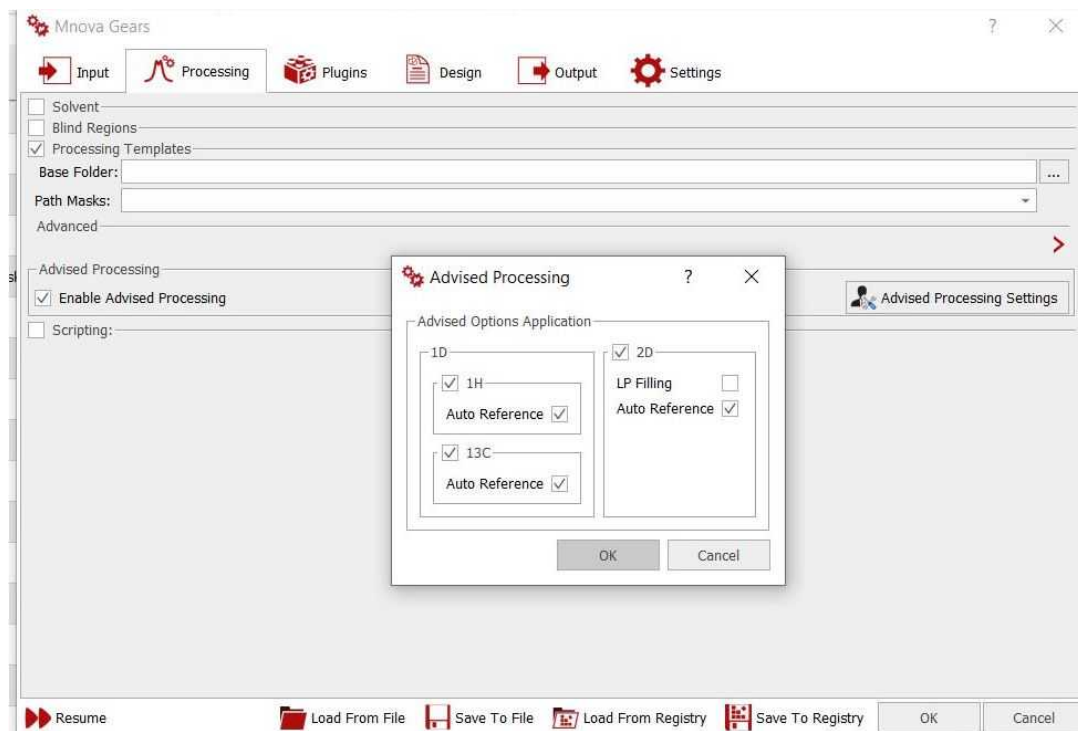 Mnova Gears ? ×
Input Processing Plugins Design Output Settings
Solvent
Blind Regions
Processing Templates
Base Folder: ...
Path Masks:
Advanced
Advised Processing
Enable Advised Processing
Advised Processing Settings
Scripting:
Advised Processing ? ×
Advised Options Application
1D
1H
Auto Reference
13C
Auto Reference
2D
LP Filling
Auto Reference
OK Cancel
Resume Load From File Save To File Load From Registry Save To Registry OK Cancel